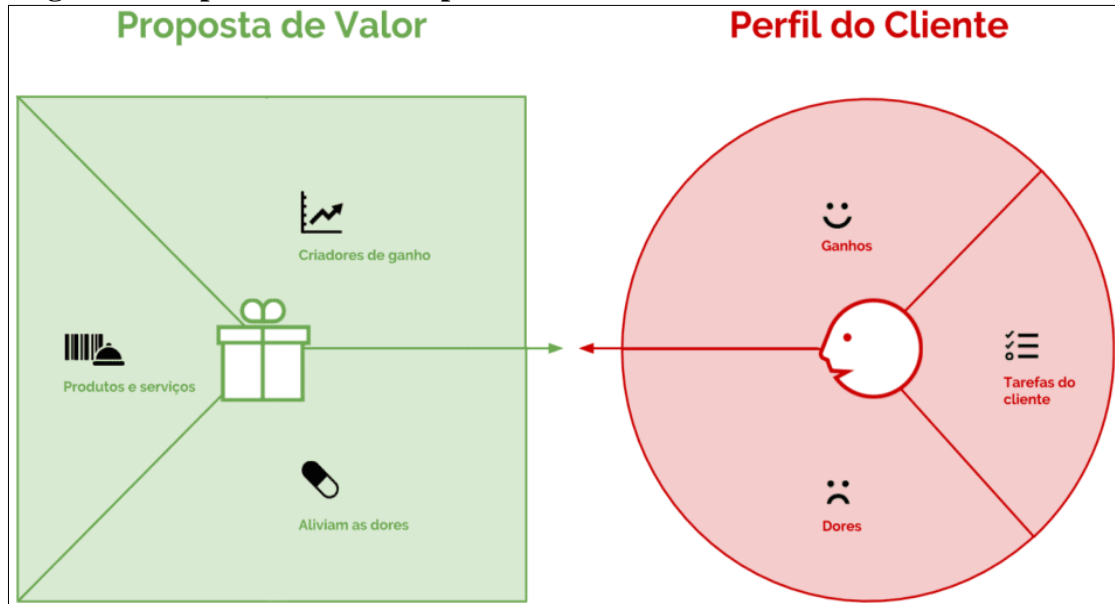 Proposta de Valor
Perfil do Cliente
Criadores de ganho
Produtos e serviços
Aliviam as dores
Ganhos
Tarefas do
cliente
Dores